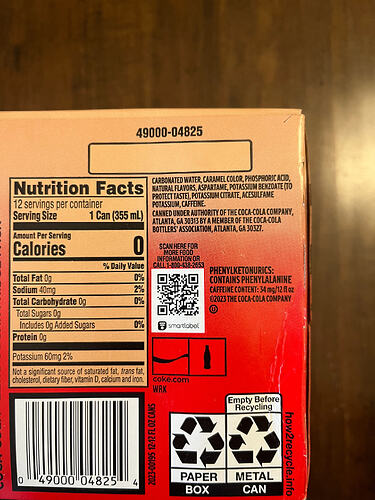 49000-04825
Nutrition Facts
12 servings per container
Serving Size 1 Can (355 mL)
Amount Per Serving
Calories 0
% Daily Value
Total Fat 0g 0%
Sodium 40mg 2%
Total Carbohydrate 0g 0%
Total Sugars 0g
Includes 0g Added Sugars 0%
Protein 0g
Potassium 60mg 2%
Not a significant source of saturated fat, trans fat,
cholesterol, dietary fiber, vitamin D, calcium and iron.
CARBONATED WATER, CARAMEL COLOR, PHOSPHORIC ACID,
NATURAL FLAVORS, ASPARTAME, POTASSIUM BENZOATE (TO
PROTECT TASTE), POTASSIUM CITRATE, ACESULFAME
POTASSIUM, CAFFEINE.
CANNED UNDER AUTHORITY OF THE COCA-COLA COMPANY,
ATLANTA, GA 30313 BY A MEMBER OF THE COCA-COLA
BOTTLERS' ASSOCIATION, ATLANTA, GA 30327.
SCAN HERE FOR
MORE FOOD
INFORMATION OR
CALL 1-800-438-2653
smartlabel
PHENYLKETONURICS:
CONTAINS PHENYLALANINE
CAFFEINE CONTENT: 34 mg/12 fl oz
©2023 THE COCA-COLA COMPANY
U
coke.com
WRK
0 49000 04825 4
2023-00195 12-12 FL OZ CANS
Empty Before
Recycling
PAPER
BOX
METAL
CAN
how2recycle.info